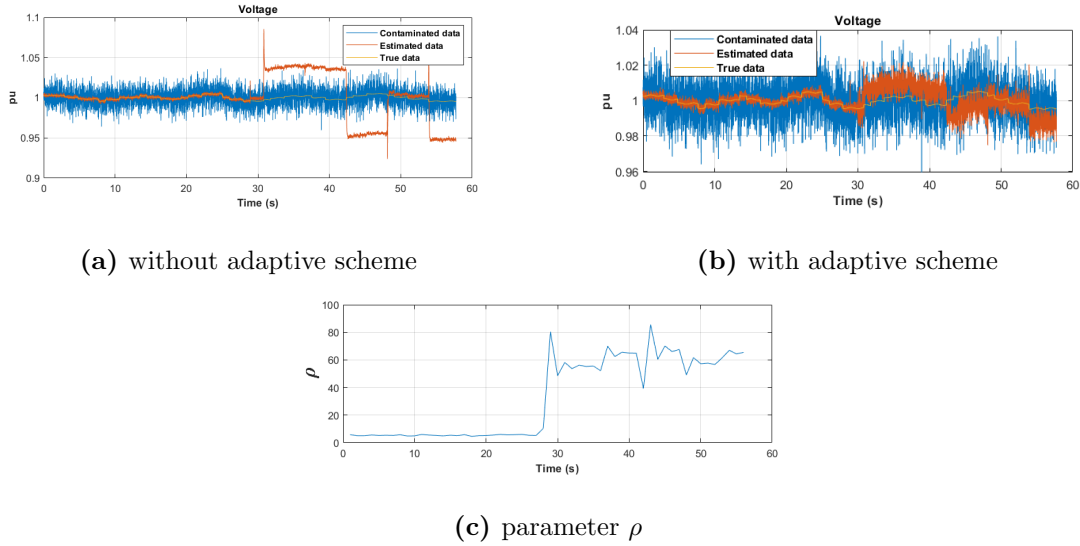 Voltage
1.1
1.05
1
0.95
0.9
pu
Contaminated data
Estimated data
True data
0 10 20 30 40 50 60
Time (s)
(a) without adaptive scheme
Voltage
1.04
1.02
1
0.98
0.96
pu
Contaminated data
Estimated data
True data
0 10 20 30 40 50 60
Time (s)
(b) with adaptive scheme
100
80
60
40
20
0
ρ
0 10 20 30 40 50 60
Time (s)
(c) parameter ρ